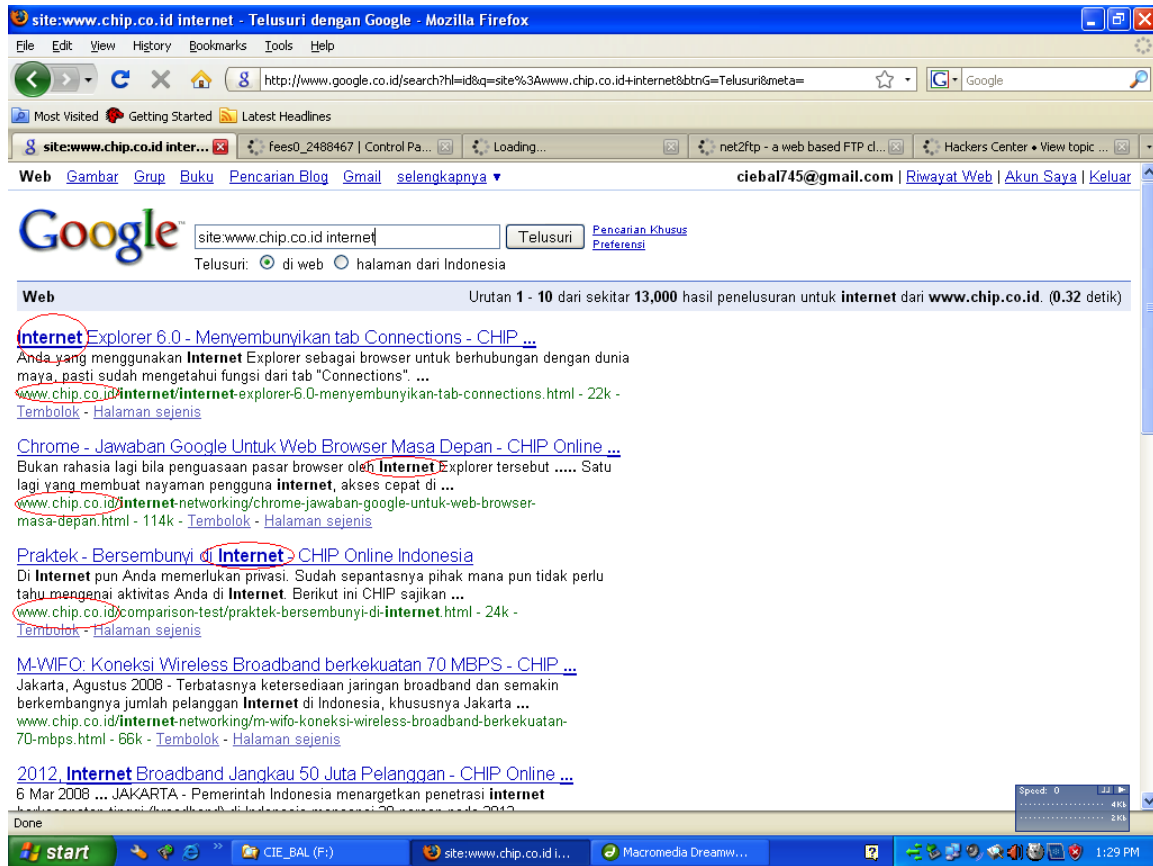 site:www.chip.co.id internet - Telusuri dengan Google - Mozilla Firefox
File Edit View History Bookmarks Tools Help
http://www.google.co.id/search?hl=id&q=site%3Awww.chip.co.id+internet&btnG=Telusuri&meta= Google
Most Visited Getting Started Latest Headlines
site:www.chip.co.id inter... fees0_2488467 | Control Pa... Loading... net2ftp - a web based FTP cl... Hackers Center • View topic ...
Web Gambar Grup Buku Pencarian Blog Gmail selengkapnya ▼ ciebal745@gmail.com | Riwayat Web | Akun Saya | Keluar
Google™ site:www.chip.co.id internet Telusuri Pencarian Khusus
Preferensi
Telusuri: di web halaman dari Indonesia
Web Urutan 1 - 10 dari sekitar 13,000 hasil penelusuran untuk internet dari www.chip.co.id. (0.32 detik)
Internet Explorer 6.0 - Menyembunyikan tab Connections - CHIP ...
Anda yang menggunakan Internet Explorer sebagai browser untuk berhubungan dengan dunia
maya, pasti sudah mengetahui fungsi dari tab "Connections". ...
www.chip.co.id/internet/internet-explorer-6.0-menyembunyikan-tab-connections.html - 22k -
Tembolok - Halaman sejenis
Chrome - Jawaban Google Untuk Web Browser Masa Depan - CHIP Online ...
Bukan rahasia lagi bila penguasaan pasar browser oleh Internet Explorer tersebut ..... Satu
lagi yang membuat nayaman pengguna internet, akses cepat di ...
www.chip.co.id/internet-networking/chrome-jawaban-google-untuk-web-browser-
masa-depan.html - 114k - Tembolok - Halaman sejenis
Praktek - Bersembunyi di Internet - CHIP Online Indonesia
Di Internet pun Anda memerlukan privasi. Sudah sepantasnya pihak mana pun tidak perlu
tahu mengenai aktivitas Anda di Internet. Berikut ini CHIP sajikan ...
www.chip.co.id/comparison-test/praktek-bersembunyi-di-internet.html - 24k -
Tembolok - Halaman sejenis
M-WIFO: Koneksi Wireless Broadband berkekuatan 70 MBPS - CHIP ...
Jakarta, Agustus 2008 - Terbatasnya ketersediaan jaringan broadband dan semakin
berkembangnya jumlah pelanggan Internet di Indonesia, khususnya Jakarta ...
www.chip.co.id/internet-networking/m-wifo-koneksi-wireless-broadband-berkekuatan-
70-mbps.html - 66k - Tembolok - Halaman sejenis
2012, Internet Broadband Jangkau 50 Juta Pelanggan - CHIP Online ...
6 Mar 2008 ... JAKARTA - Pemerintah Indonesia menargetkan penetrasi internet
Speed: 0
4Kb
2Kb
Done
start CIE_BAL (F:) site:www.chip.co.id i... Macromedia Dreamw... 1:29 PM